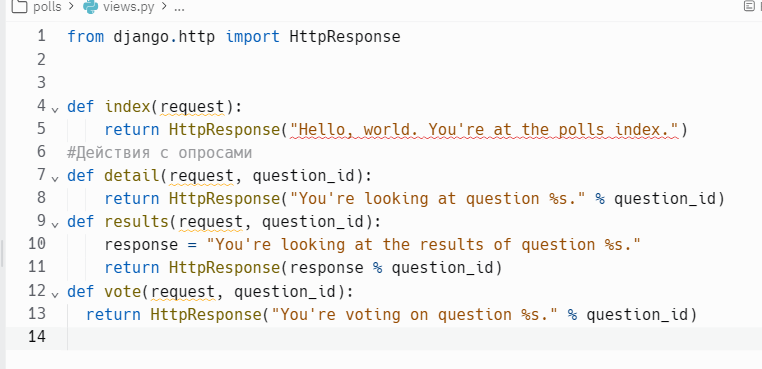 polls > views.py > ...
1 from django.http import HttpResponse
2
3
4 def index(request):
5     return HttpResponse("Hello, world. You're at the polls index.")
6 #Действия с опросами
7 def detail(request, question_id):
8     return HttpResponse("You're looking at question %s." % question_id)
9 def results(request, question_id):
10     response = "You're looking at the results of question %s."
11     return HttpResponse(response % question_id)
12 def vote(request, question_id):
13   return HttpResponse("You're voting on question %s." % question_id)
14